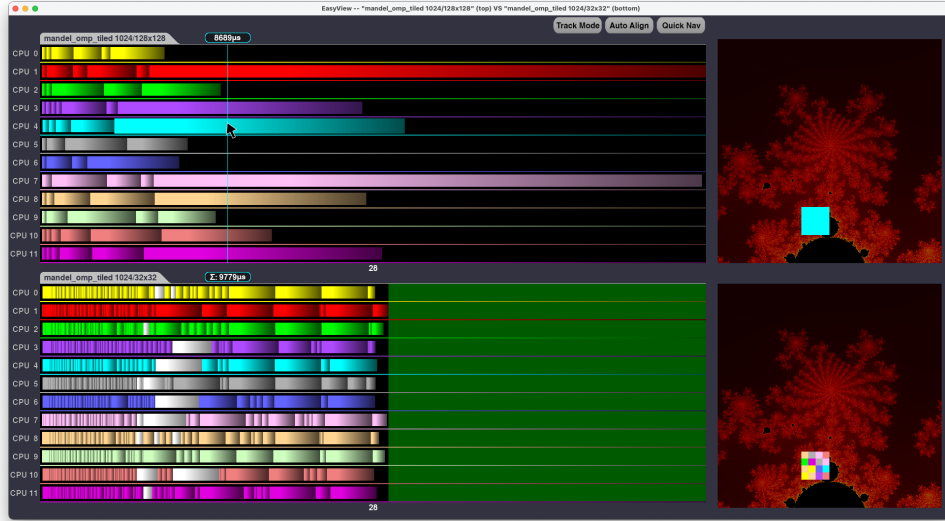 EasyView -- "mandel_omp_tiled 1024/128x128" (top) VS "mandel_omp_tiled 1024/32x32" (bottom)
Track Mode Auto Align Quick Nav
mandel_omp_tiled 1024/128x128 8689µs
CPU 0
CPU 1
CPU 2
CPU 3
CPU 4
CPU 5
CPU 6
CPU 7
CPU 8
CPU 9
CPU 10
CPU 11
28
mandel_omp_tiled 1024/32x32 Σ: 9779µs
CPU 0
CPU 1
CPU 2
CPU 3
CPU 4
CPU 5
CPU 6
CPU 7
CPU 8
CPU 9
CPU 10
CPU 11
28